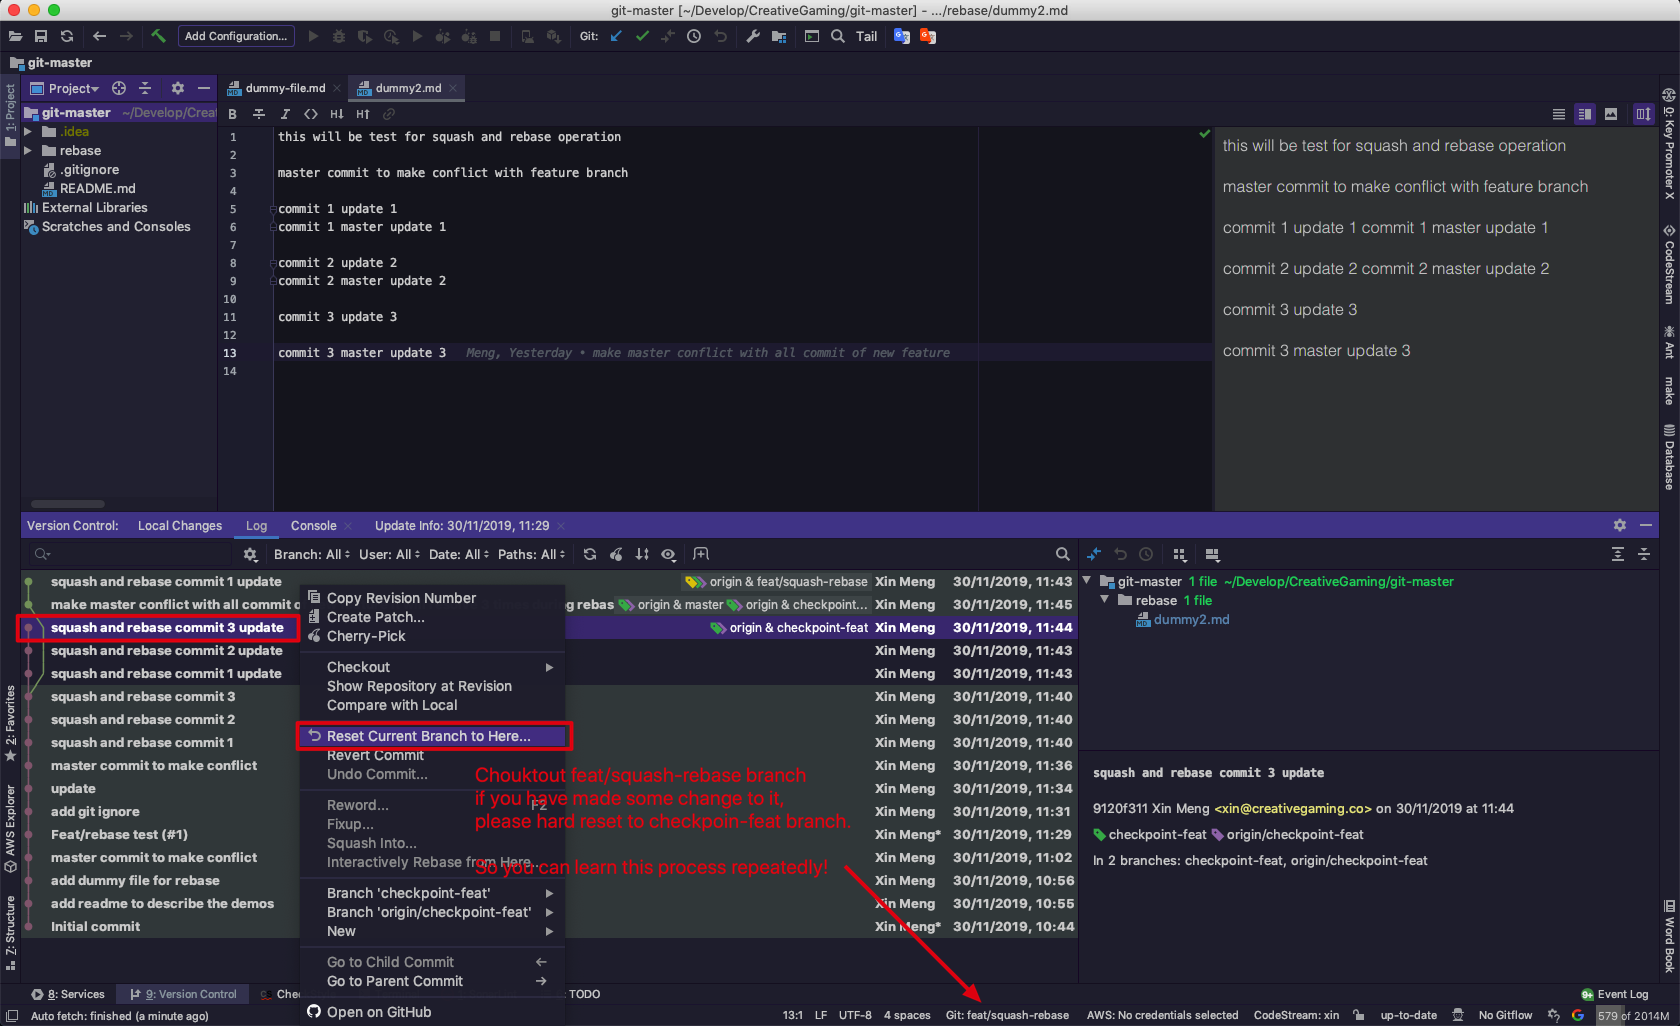 git-master [~/Develop/CreativeGaming/git-master] - .../rebase/dummy2.md
Add Configuration...
Git:
Tail
git-master
Project
dummy-file.md
dummy2.md
1: Project
git-master ~/Develop/Crea
.idea
rebase
.gitignore
README.md
External Libraries
Scratches and Consoles
B I <> H↓ H↑
1 this will be test for squash and rebase operation
2
3 master commit to make conflict with feature branch
4
5 commit 1 update 1
6 commit 1 master update 1
7
8 commit 2 update 2
9 commit 2 master update 2
10
11 commit 3 update 3
12
13 commit 3 master update 3 Meng, Yesterday • make master conflict with all commit of new feature
14
this will be test for squash and rebase operation
master commit to make conflict with feature branch
commit 1 update 1 commit 1 master update 1
commit 2 update 2 commit 2 master update 2
commit 3 update 3
commit 3 master update 3
Key Promoter X
CodeStream
Ant
make
Database
Word Book
Version Control: Local Changes Log Console Update Info: 30/11/2019, 11:29
Branch: All User: All Date: All Paths: All
squash and rebase commit 1 update origin & feat/squash-rebase Xin Meng 30/11/2019, 11:43
make master conflict with all commit o rebas origin & master origin & checkpoint... Xin Meng 30/11/2019, 11:45
squash and rebase commit 3 update origin & checkpoint-feat Xin Meng 30/11/2019, 11:44
squash and rebase commit 2 update Xin Meng 30/11/2019, 11:43
squash and rebase commit 1 update Xin Meng 30/11/2019, 11:43
squash and rebase commit 3 Xin Meng 30/11/2019, 11:40
squash and rebase commit 2 Xin Meng 30/11/2019, 11:40
squash and rebase commit 1 Xin Meng 30/11/2019, 11:40
master commit to make conflict Xin Meng 30/11/2019, 11:36
update Xin Meng 30/11/2019, 11:34
add git ignore Xin Meng 30/11/2019, 11:31
Feat/rebase test (#1) Xin Meng* 30/11/2019, 11:29
master commit to make conflict Xin Meng 30/11/2019, 11:02
add dummy file for rebase Xin Meng 30/11/2019, 10:56
add readme to describe the demos Xin Meng 30/11/2019, 10:55
Initial commit Xin Meng* 30/11/2019, 10:44
Copy Revision Number
Create Patch...
Cherry-Pick
Checkout
Show Repository at Revision
Compare with Local
Reset Current Branch to Here...
Revert Commit
Undo Commit...
Reword... F2
Fixup...
Squash Into...
Interactively Rebase from Here...
Branch 'checkpoint-feat'
Branch 'origin/checkpoint-feat'
New
Go to Child Commit ←
Go to Parent Commit →
Open on GitHub
Chouktout feat/squash-rebase branch
if you have made some change to it,
please hard reset to checkpoin-feat branch.
So you can learn this process repeatedly!
git-master 1 file ~/Develop/CreativeGaming/git-master
rebase 1 file
dummy2.md
squash and rebase commit 3 update
9120f311 Xin Meng <xin@creativegaming.co> on 30/11/2019 at 11:44
checkpoint-feat origin/checkpoint-feat
In 2 branches: checkpoint-feat, origin/checkpoint-feat
2: Favorites
AWS Explorer
Z: Structure
8: Services 9: Version Control Che : TODO Event Log
Auto fetch: finished (a minute ago) 13:1 LF UTF-8 4 spaces Git: feat/squash-rebase AWS: No credentials selected CodeStream: xin up-to-date No Gitflow 579 of 2014M